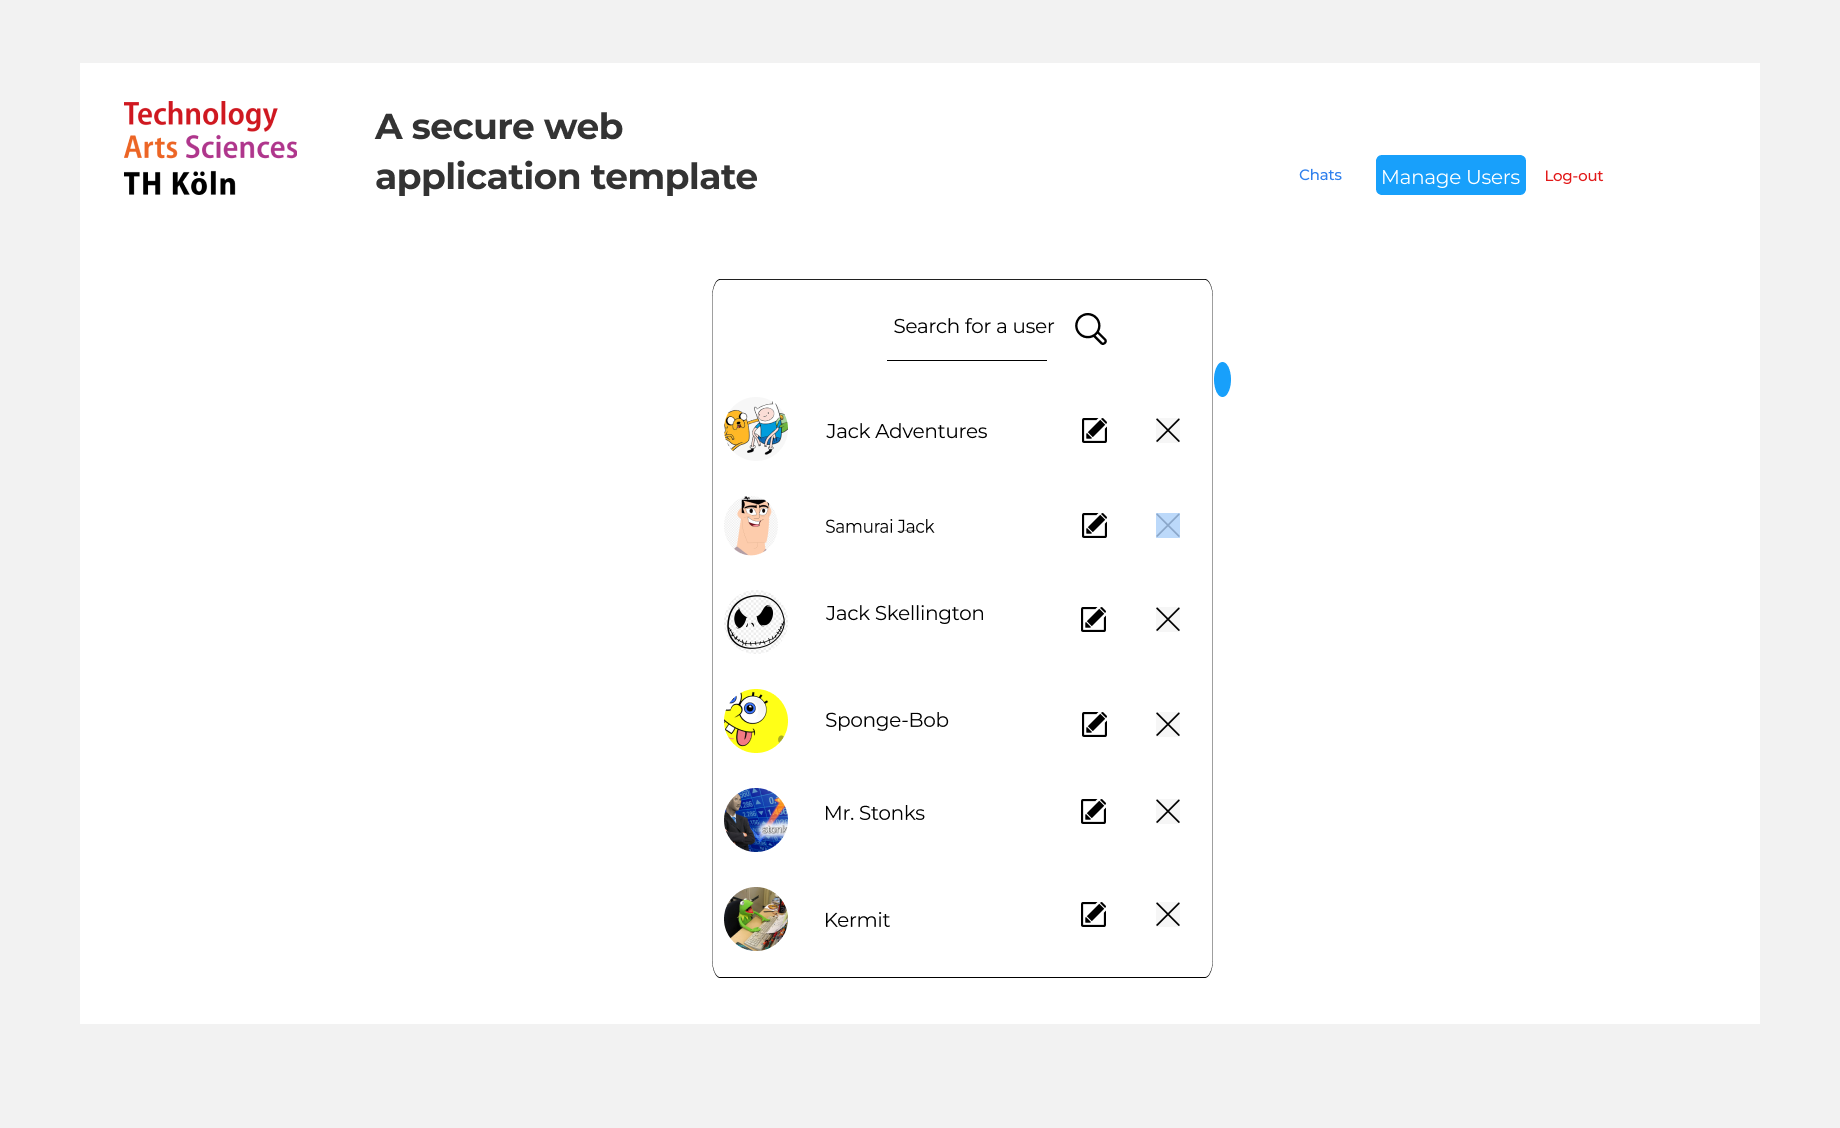 Technology
Arts Sciences
TH Köln
A secure web
application template
Chats
Manage Users
Log-out
Search for a user
Jack Adventures
Samurai Jack
Jack Skellington
Sponge-Bob
Mr. Stonks
Kermit